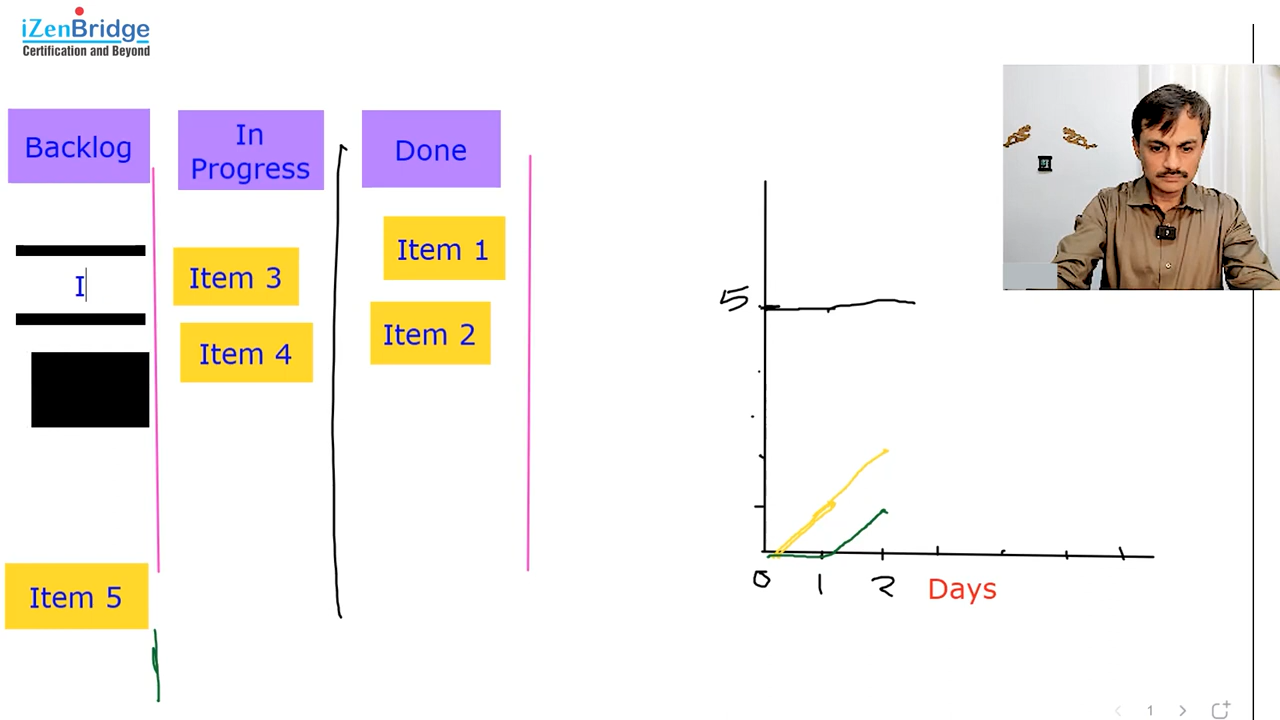 iZenBridge
Certification and Beyond
Backlog
In
Progress
Done
I
Item 3
Item 4
Item 1
Item 2
Item 5
5
0 1 2 Days
1